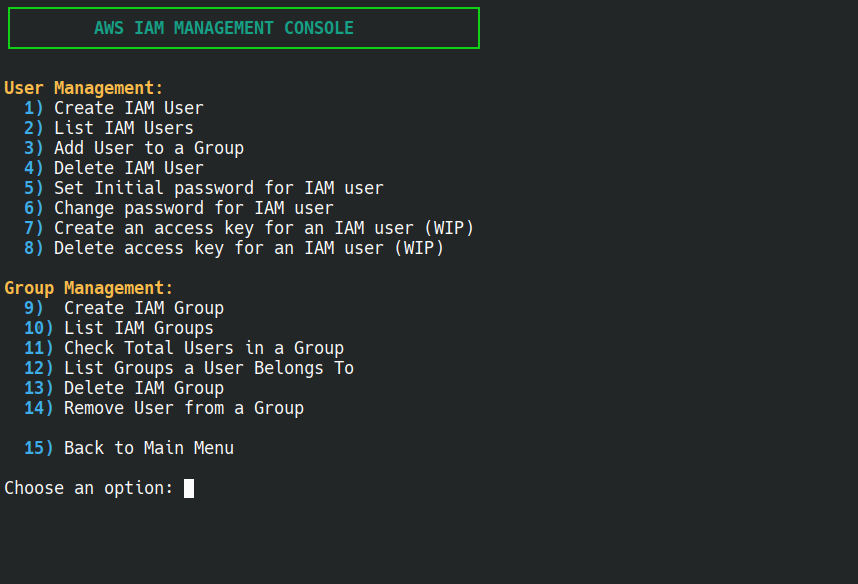 AWS IAM MANAGEMENT CONSOLE
User Management:
1) Create IAM User
2) List IAM Users
3) Add User to a Group
4) Delete IAM User
5) Set Initial password for IAM user
6) Change password for IAM user
7) Create an access key for an IAM user (WIP)
8) Delete access key for an IAM user (WIP)
Group Management:
9) Create IAM Group
10) List IAM Groups
11) Check Total Users in a Group
12) List Groups a User Belongs To
13) Delete IAM Group
14) Remove User from a Group
15) Back to Main Menu
Choose an option: